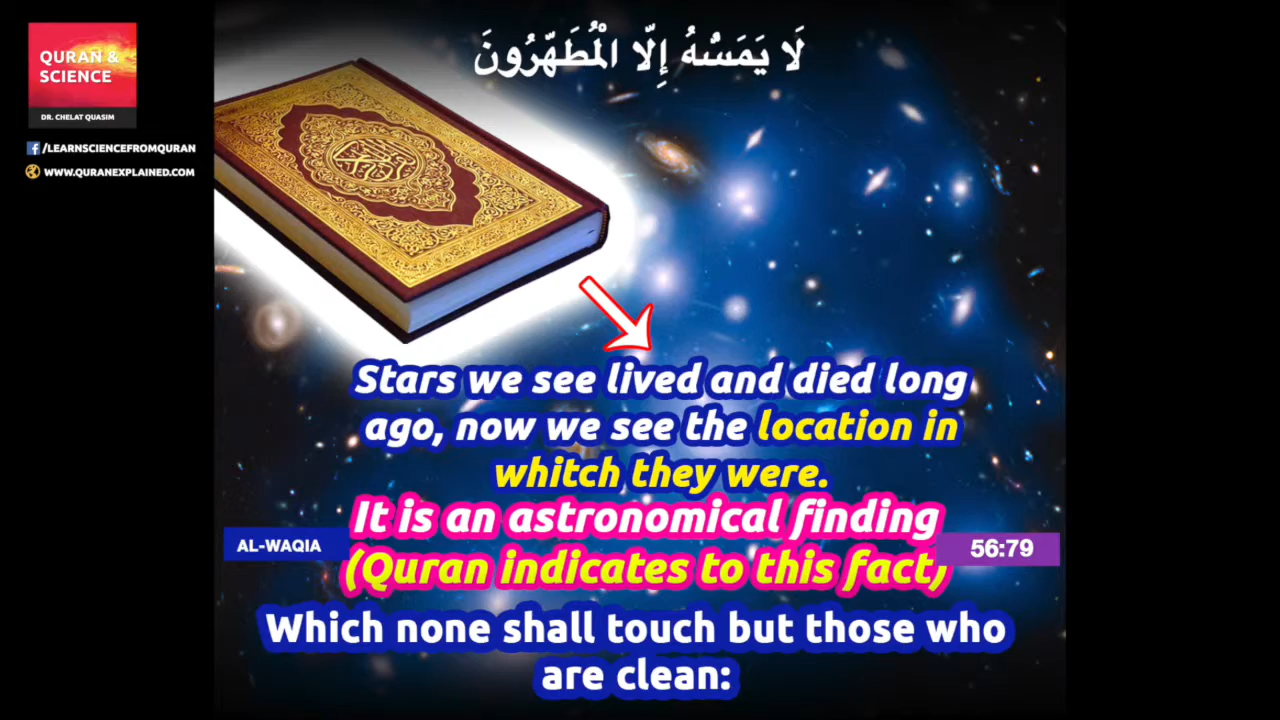 QURAN &
SCIENCE
DR. CHELAT QUASIM
/LEARNSCIENCEFROMQURAN
WWW.QURANEXPLAINED.COM
لَا يَمَسُّهُ إِلَّا الْمُطَهَّرُونَ
Stars we see lived and died long
ago, now we see the location in
whitch they were.
It is an astronomical finding
(Quran indicates to this fact)
AL-WAQIA
56:79
Which none shall touch but those who
are clean: